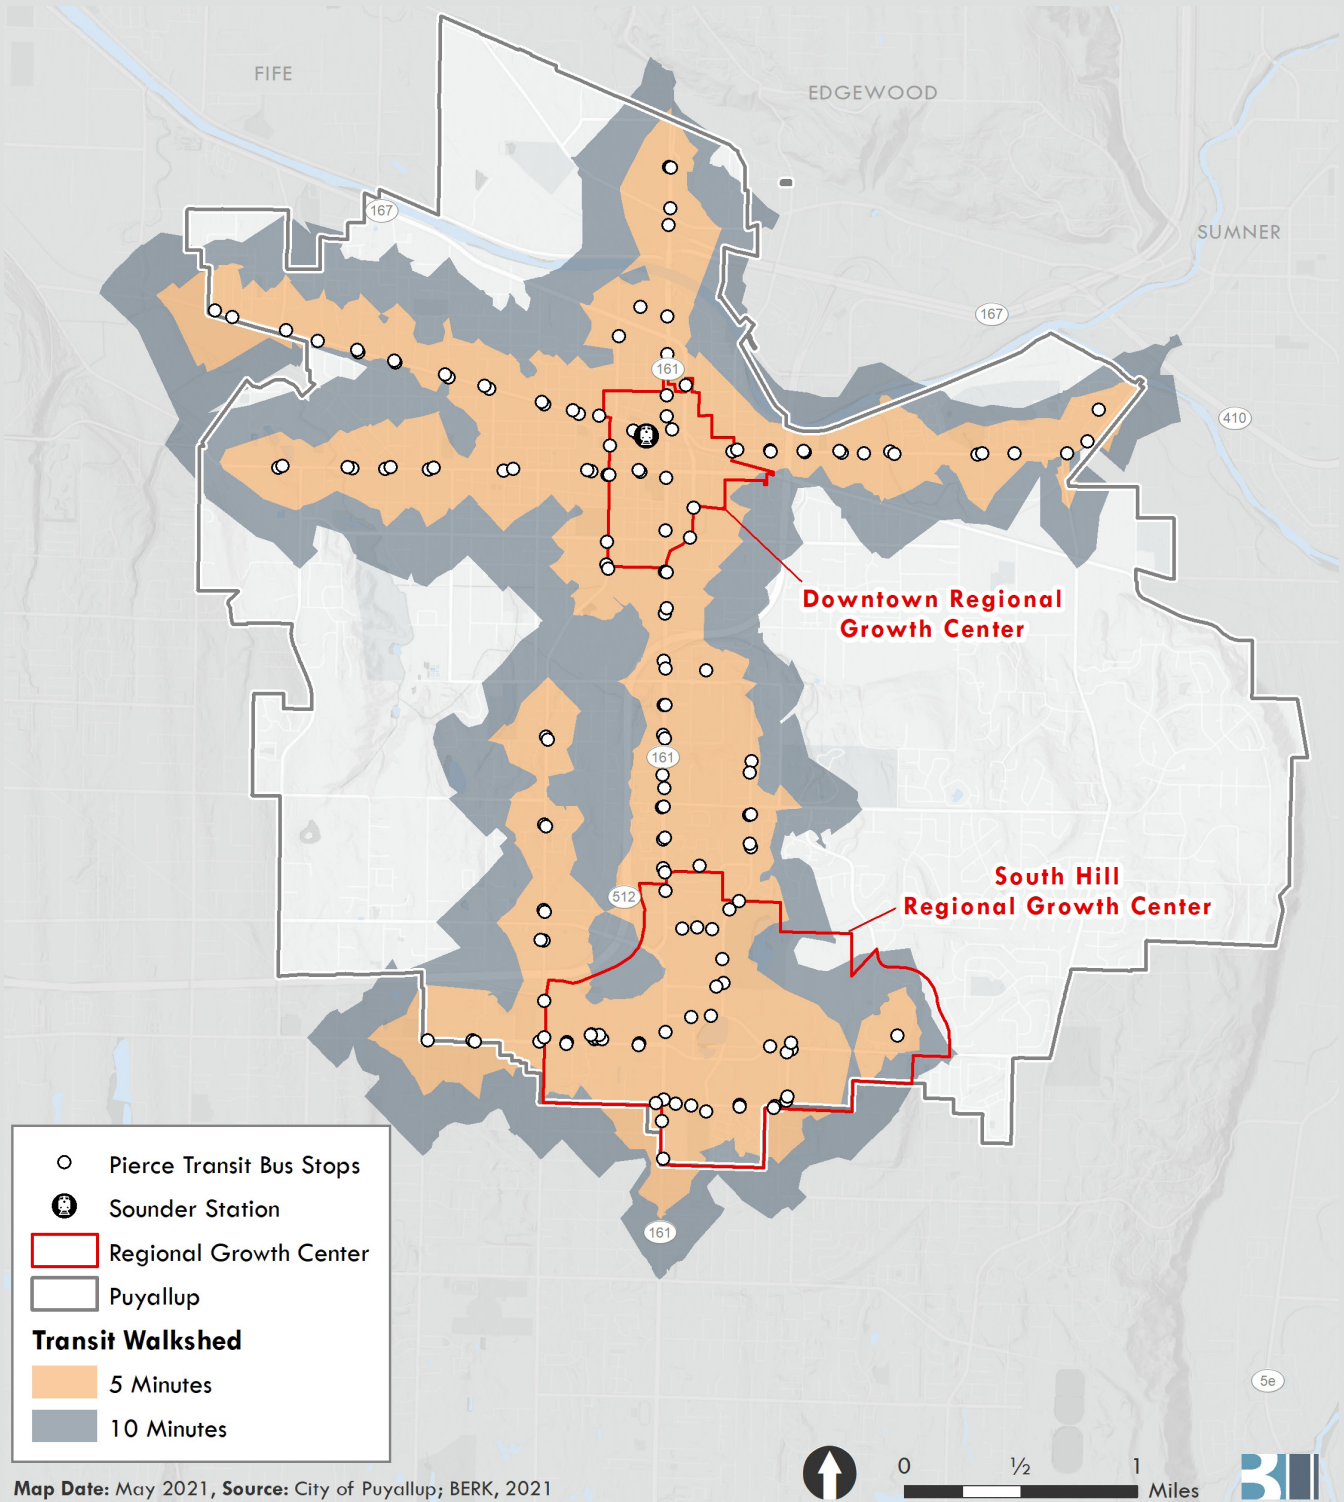 FIFE
EDGEWOOD
167
SUMNER
167
161
410
Downtown Regional
Growth Center
161
South Hill
Regional Growth Center
512
161
Pierce Transit Bus Stops
Sounder Station
Regional Growth Center
Puyallup
Transit Walkshed
5 Minutes
10 Minutes
5e
0 ½ 1
Miles
Map Date: May 2021, Source: City of Puyallup; BERK, 2021